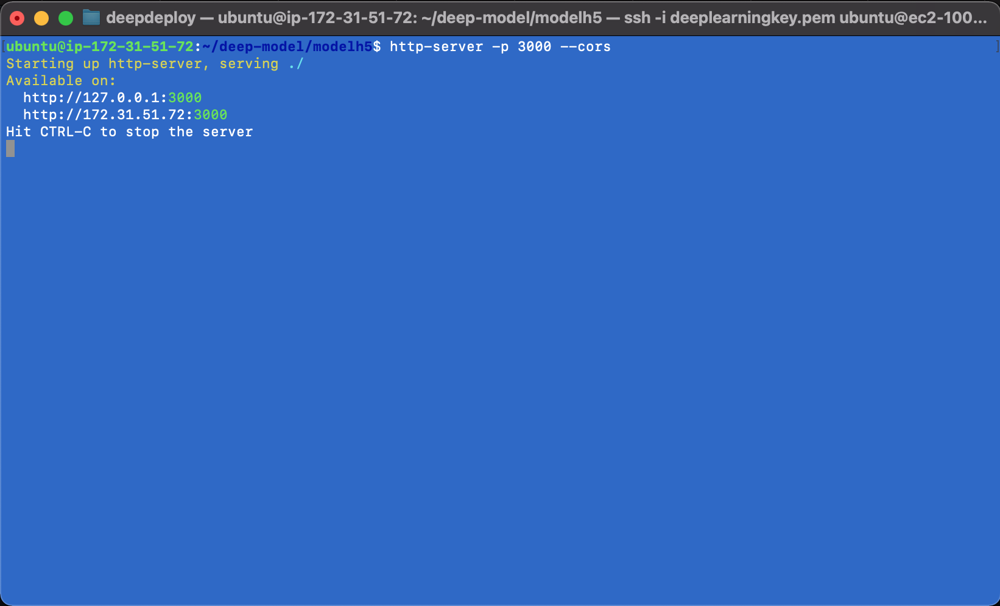 deepdeploy — ubuntu@ip-172-31-51-72: ~/deep-model/modelh5 — ssh -i deeplearningkey.pem ubuntu@ec2-100...
ubuntu@ip-172-31-51-72:~/deep-model/modelh5$ http-server -p 3000 --cors
Starting up http-server, serving ./
Available on:
  http://127.0.0.1:3000
  http://172.31.51.72:3000
Hit CTRL-C to stop the server